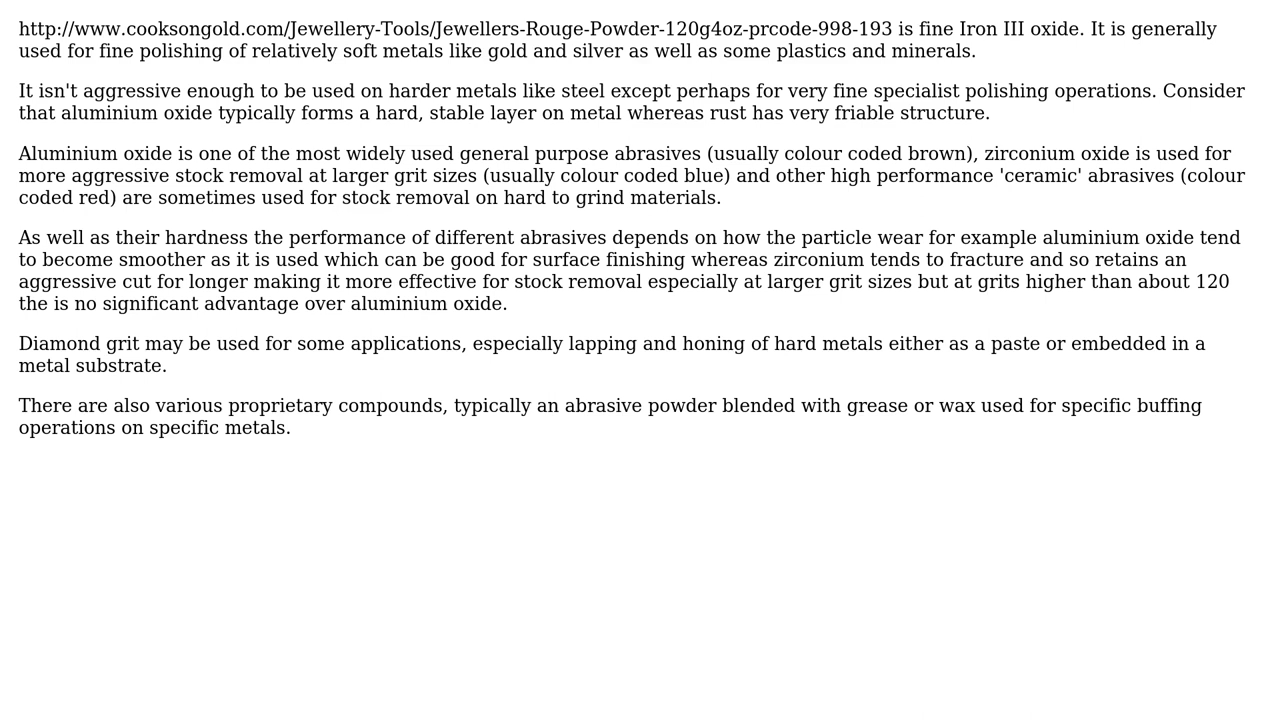 http://www.cooksongold.com/Jewellery-Tools/Jewellers-Rouge-Powder-120g4oz-prcode-998-193 is fine Iron III oxide. It is generally
used for fine polishing of relatively soft metals like gold and silver as well as some plastics and minerals.
It isn't aggressive enough to be used on harder metals like steel except perhaps for very fine specialist polishing operations. Consider
that aluminium oxide typically forms a hard, stable layer on metal whereas rust has very friable structure.
Aluminium oxide is one of the most widely used general purpose abrasives (usually colour coded brown), zirconium oxide is used for
more aggressive stock removal at larger grit sizes (usually colour coded blue) and other high performance 'ceramic' abrasives (colour
coded red) are sometimes used for stock removal on hard to grind materials.
As well as their hardness the performance of different abrasives depends on how the particle wear for example aluminium oxide tend
to become smoother as it is used which can be good for surface finishing whereas zirconium tends to fracture and so retains an
aggressive cut for longer making it more effective for stock removal especially at larger grit sizes but at grits higher than about 120
the is no significant advantage over aluminium oxide.
Diamond grit may be used for some applications, especially lapping and honing of hard metals either as a paste or embedded in a
metal substrate.
There are also various proprietary compounds, typically an abrasive powder blended with grease or wax used for specific buffing
operations on specific metals.